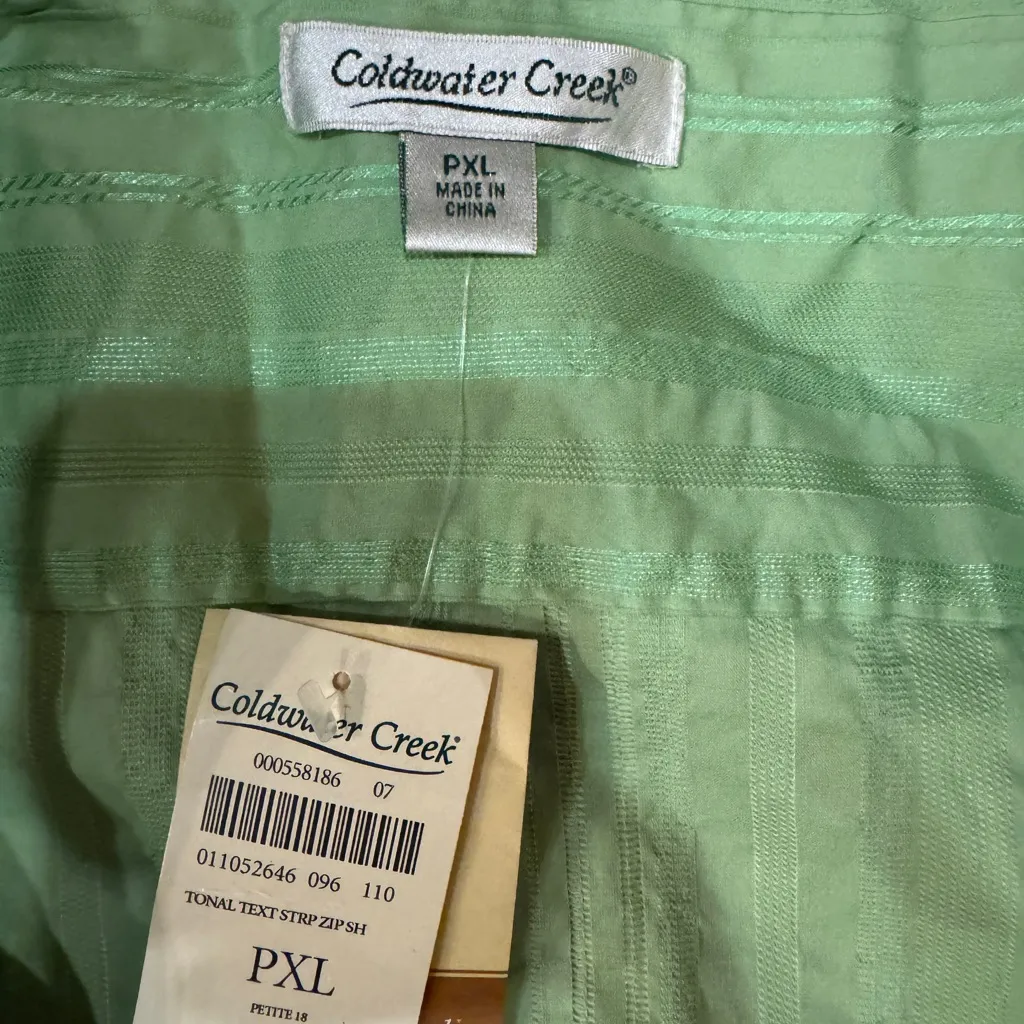 Coldwater Creek®
PXL
MADE IN
CHINA
Coldwater Creek
000558186 07
011052646 096 110
TONAL TEXT STRP ZIP SH
PXL
PETITE 18